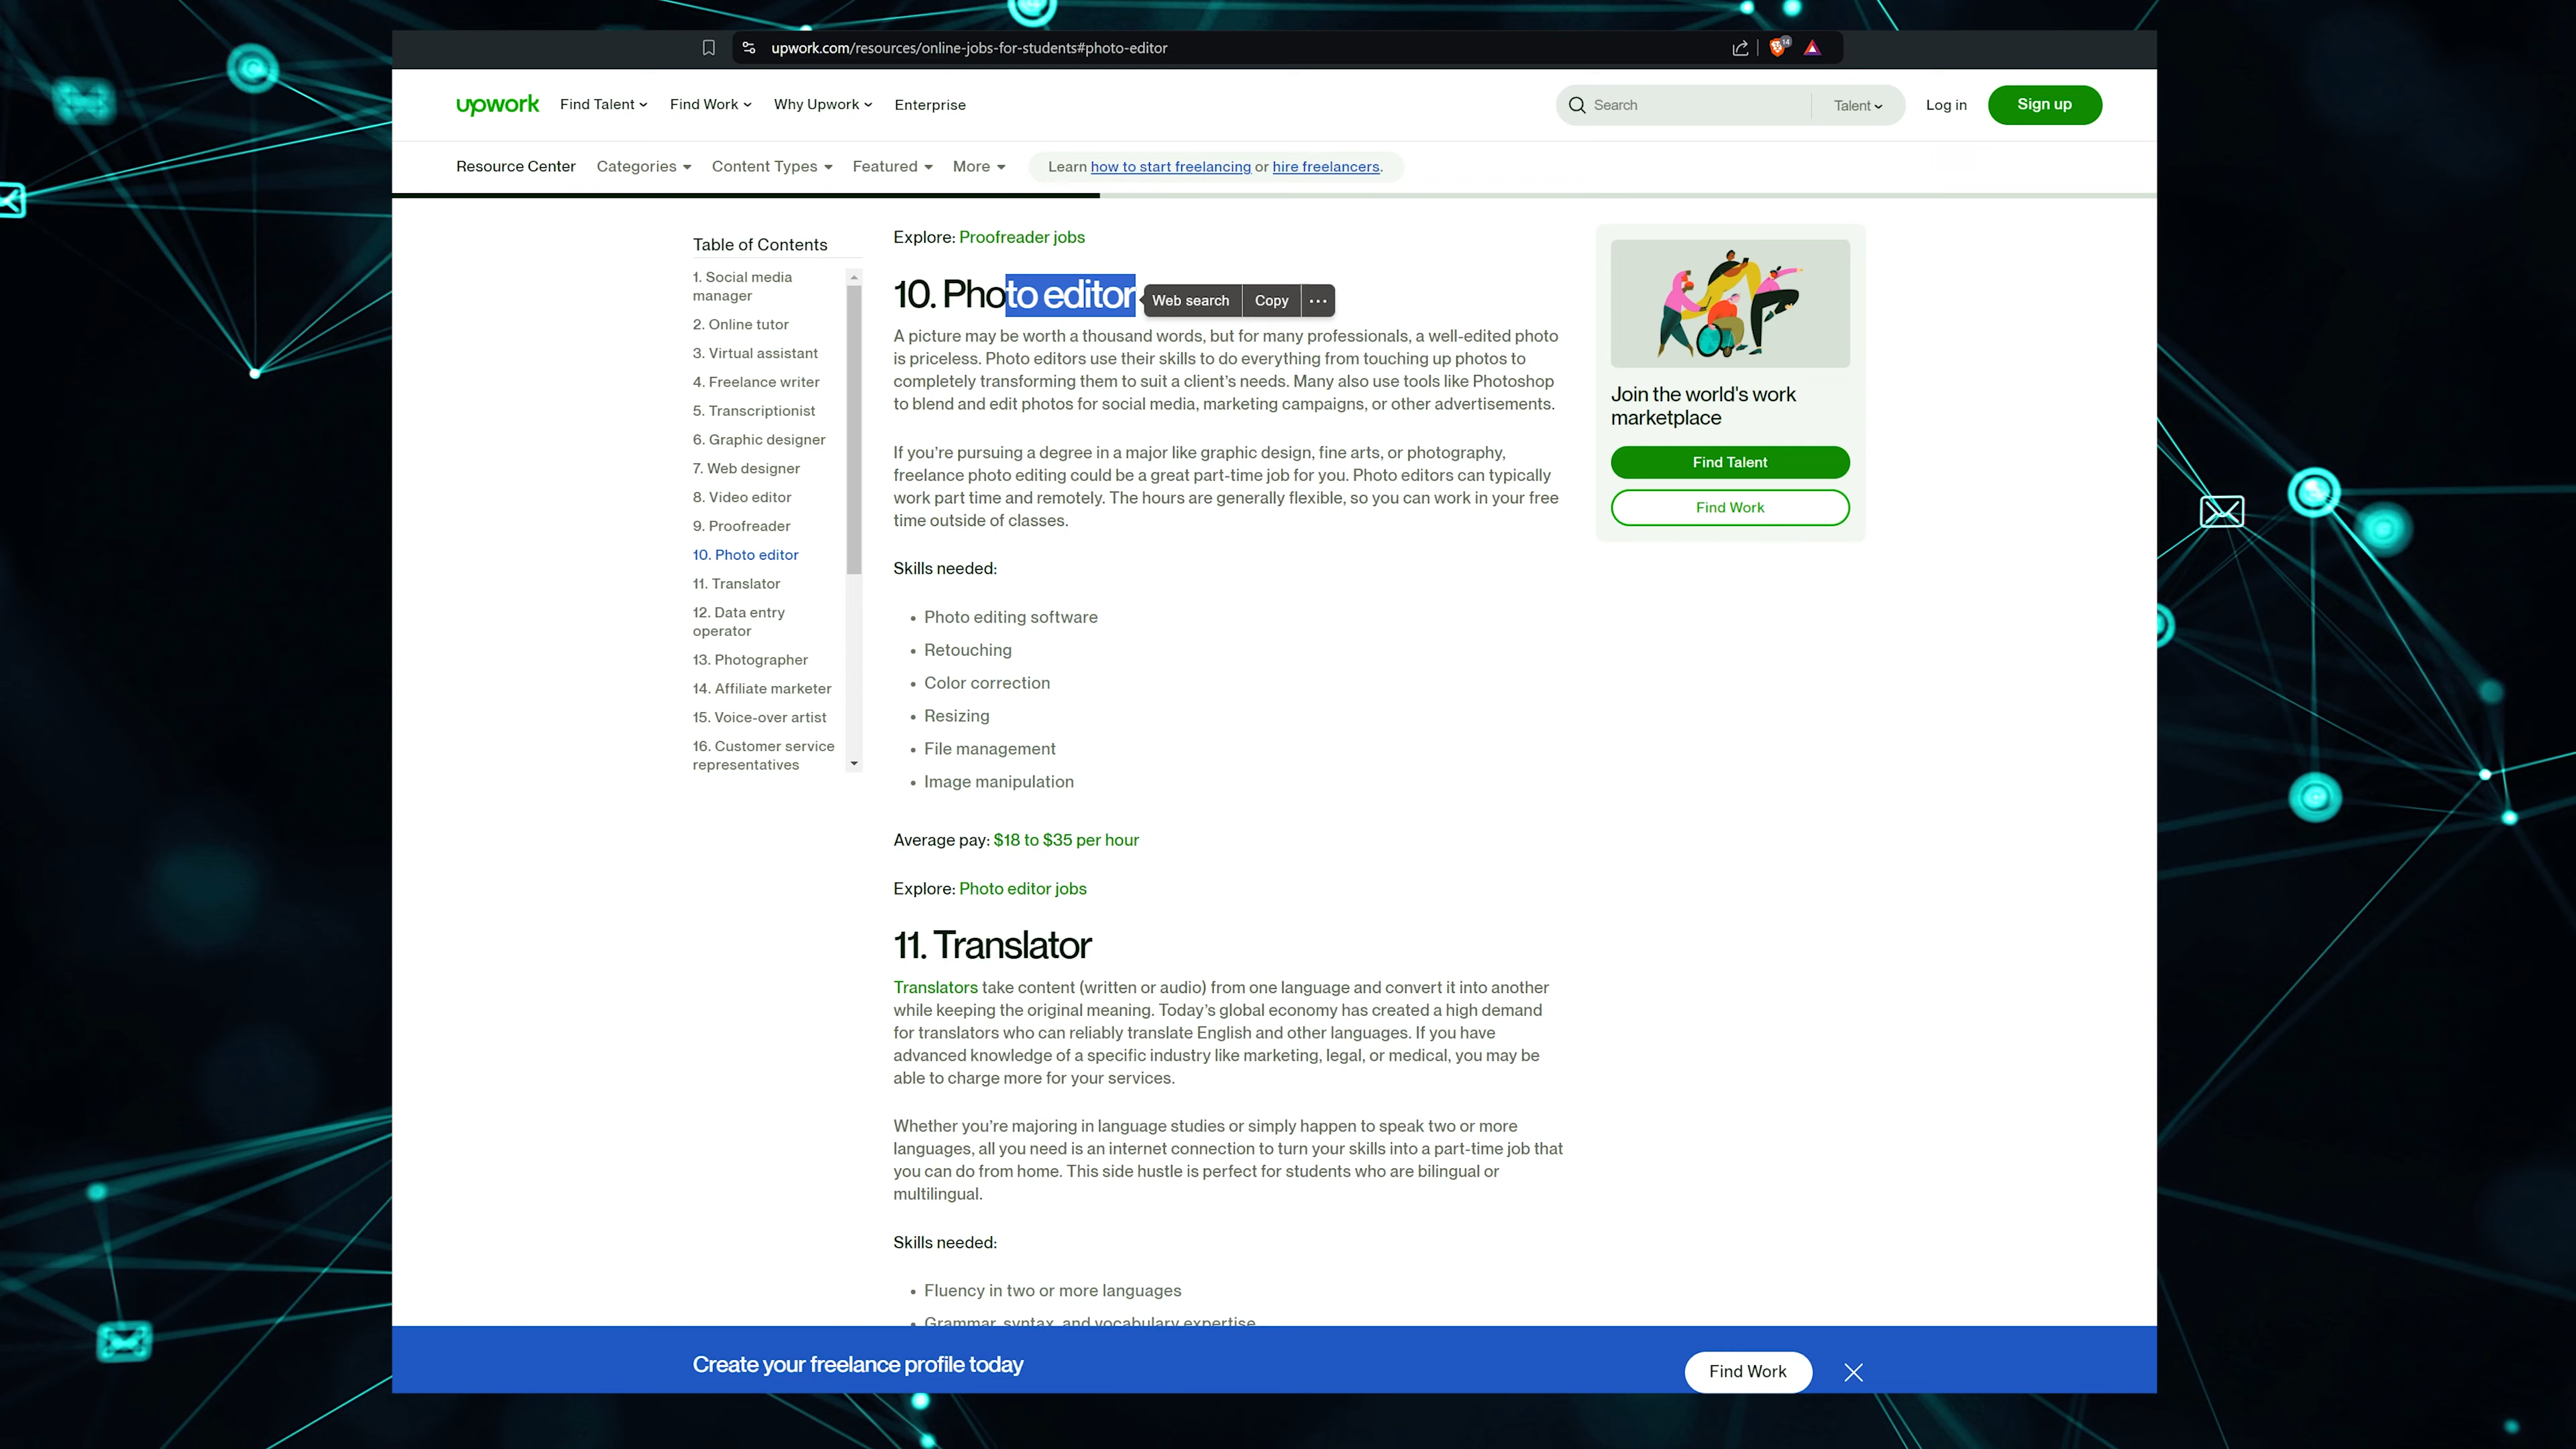 upwork.com/resources/online-jobs-for-students#photo-editor
14
upwork
Find Talent
Find Work
Why Upwork
Enterprise
Search
Talent
Log in
Sign up
Resource Center
Categories
Content Types
Featured
More
Learn how to start freelancing or hire freelancers.
Table of Contents
1. Social media
manager
2. Online tutor
3. Virtual assistant
4. Freelance writer
5. Transcriptionist
6. Graphic designer
7. Web designer
8. Video editor
9. Proofreader
10. Photo editor
11. Translator
12. Data entry
operator
13. Photographer
14. Affiliate marketer
15. Voice-over artist
16. Customer service
representatives
Explore: Proofreader jobs
10. Photo editor
Web search
Copy
A picture may be worth a thousand words, but for many professionals, a well-edited photo
is priceless. Photo editors use their skills to do everything from touching up photos to
completely transforming them to suit a client's needs. Many also use tools like Photoshop
to blend and edit photos for social media, marketing campaigns, or other advertisements.
If you're pursuing a degree in a major like graphic design, fine arts, or photography,
freelance photo editing could be a great part-time job for you. Photo editors can typically
work part time and remotely. The hours are generally flexible, so you can work in your free
time outside of classes.
Skills needed:
• Photo editing software
• Retouching
• Color correction
• Resizing
• File management
• Image manipulation
Average pay: $18 to $35 per hour
Explore: Photo editor jobs
11. Translator
Translators take content (written or audio) from one language and convert it into another
while keeping the original meaning. Today's global economy has created a high demand
for translators who can reliably translate English and other languages. If you have
advanced knowledge of a specific industry like marketing, legal, or medical, you may be
able to charge more for your services.
Whether you're majoring in language studies or simply happen to speak two or more
languages, all you need is an internet connection to turn your skills into a part-time job that
you can do from home. This side hustle is perfect for students who are bilingual or
multilingual.
Skills needed:
• Fluency in two or more languages
• Grammar, syntax, and vocabulary expertise
Join the world's work
marketplace
Find Talent
Find Work
Create your freelance profile today
Find Work